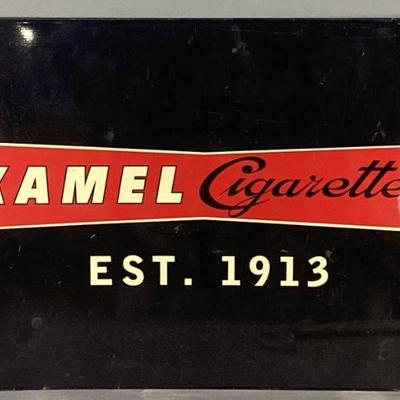 KAMEL Cigarette
EST. 1913